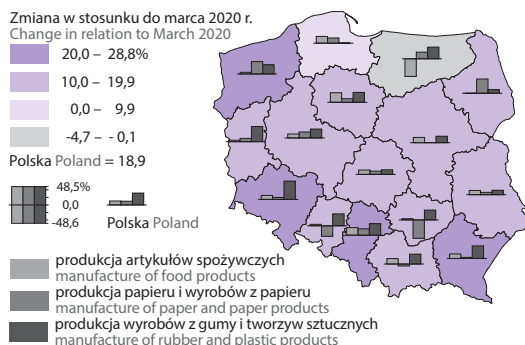 Zmiana w stosunku do marca 2020 r.
Change in relation to March 2020
20,0 – 28,8%
10,0 – 19,9
0,0 – 9,9
-4,7 – - 0,1
Polska Poland = 18,9
48,5%
0,0
-48,6
Polska Poland
produkcja artykułów spożywczych
manufacture of food products
produkcja papieru i wyrobów z papieru
manufacture of paper and paper products
produkcja wyrobów z gumy i tworzyw sztucznych
manufacture of rubber and plastic products